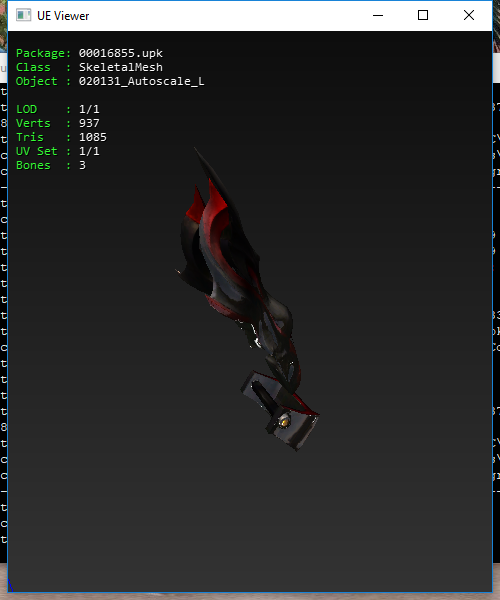 UE Viewer
Package: 00016855.upk
Class : SkeletalMesh
Object : 020131_Autoscale_L
LOD : 1/1
Verts : 937
Tris : 1085
UV Set : 1/1
Bones : 3